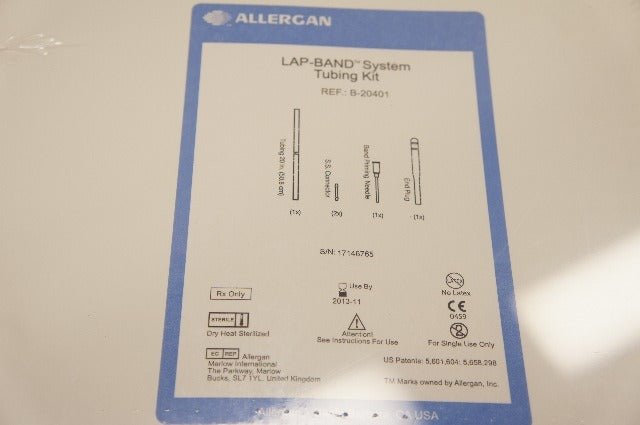 ALLERGAN
LAP-BAND™ System
Tubing Kit
REF.: B-20401
Tubing 20 in. (50.8 cm)
S.S. Connector
Band Priming Needle
End Plug
(1x)
(2x)
(1x)
(1x)
S/N: 17146765
Rx Only
Use By
2013-11
No Latex
CE
0459
STERILE
Dry Heat Sterilized
Attention!
See Instructions For Use
For Single Use Only
EC REP Allergan
Marlow International
The Parkway, Marlow
Bucks, SL7 1YL, United Kingdom
US Patents: 5,601,604; 5,658,298
TM Marks owned by Allergan, Inc.
USA